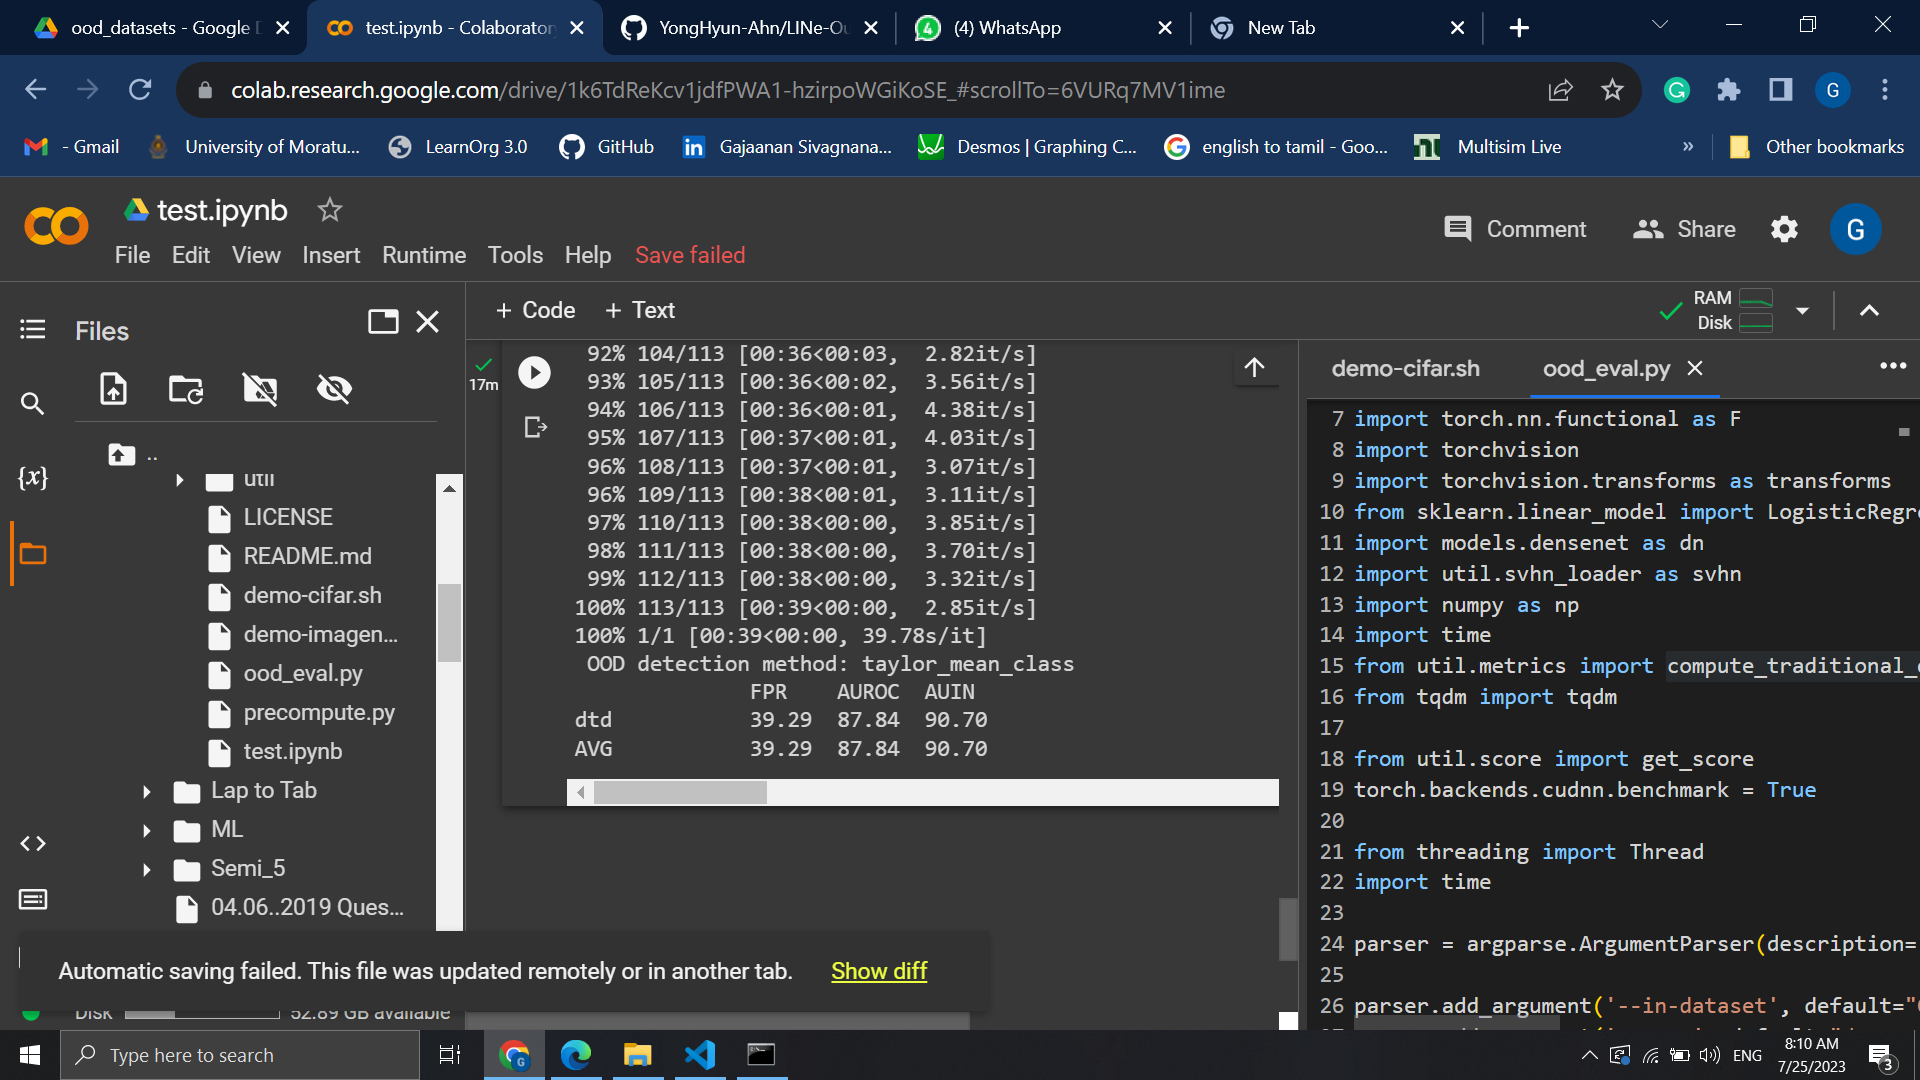 ood_datasets - Google D
test.ipynb - Colaborator
YongHyun-Ahn/LINe-Ou
(4) WhatsApp
New Tab
colab.research.google.com/drive/1k6TdReKcv1jdfPWA1-hzirpoWGiKoSE_#scrollTo=6VURq7MV1ime
G
- Gmail
University of Moratu...
LearnOrg 3.0
GitHub
Gajaanan Sivagnana...
Desmos | Graphing C...
english to tamil - Goo...
Multisim Live
»
Other bookmarks
test.ipynb
File Edit View Insert Runtime Tools Help Save failed
Comment
Share
G
Files
+ Code + Text
RAM
Disk
..
util
LICENSE
README.md
demo-cifar.sh
demo-imagen...
ood_eval.py
precompute.py
test.ipynb
Lap to Tab
ML
Semi_5
04.06..2019 Ques...
Disk 52.89 GB available
17m
92% 104/113 [00:36<00:03, 2.82it/s]
93% 105/113 [00:36<00:02, 3.56it/s]
94% 106/113 [00:36<00:01, 4.38it/s]
95% 107/113 [00:37<00:01, 4.03it/s]
96% 108/113 [00:37<00:01, 3.07it/s]
96% 109/113 [00:38<00:01, 3.11it/s]
97% 110/113 [00:38<00:00, 3.85it/s]
98% 111/113 [00:38<00:00, 3.70it/s]
99% 112/113 [00:38<00:00, 3.32it/s]
100% 113/113 [00:39<00:00, 2.85it/s]
100% 1/1 [00:39<00:00, 39.78s/it]
OOD detection method: taylor_mean_class
FPR AUROC AUIN
dtd 39.29 87.84 90.70
AVG 39.29 87.84 90.70
demo-cifar.sh
ood_eval.py
7 import torch.nn.functional as F
8 import torchvision
9 import torchvision.transforms as transforms
10 from sklearn.linear_model import LogisticRegre
11 import models.densenet as dn
12 import util.svhn_loader as svhn
13 import numpy as np
14 import time
15 from util.metrics import compute_traditional_
16 from tqdm import tqdm
17
18 from util.score import get_score
19 torch.backends.cudnn.benchmark = True
20
21 from threading import Thread
22 import time
23
24 parser = argparse.ArgumentParser(description=
25
26 parser.add_argument('--in-dataset', default="
Automatic saving failed. This file was updated remotely or in another tab. Show diff
Type here to search
ENG
8:10 AM
7/25/2023
3